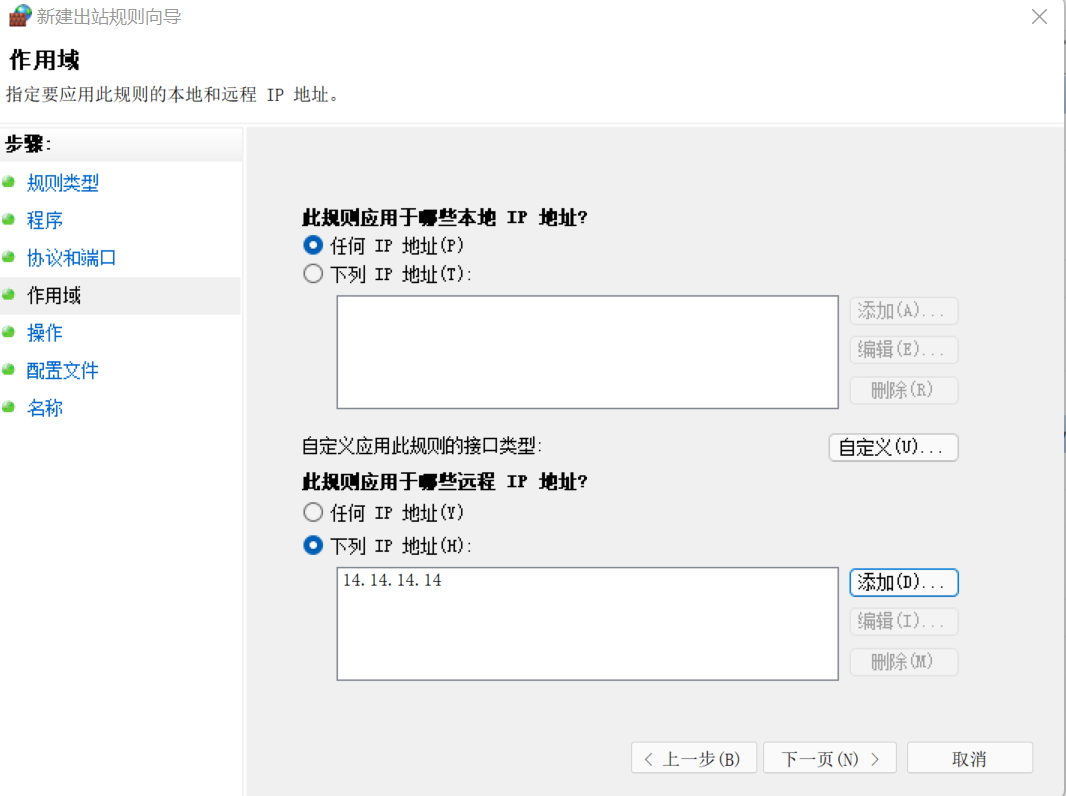 新建出站规则向导
作用域
指定要应用此规则的本地和远程 IP 地址。
步骤:
规则类型
程序
协议和端口
作用域
操作
配置文件
名称
此规则应用于哪些本地 IP 地址?
任何 IP 地址(P)
下列 IP 地址(T):
添加(A)...
编辑(E)...
删除(R)
自定义应用此规则的接口类型:
自定义(U)...
此规则应用于哪些远程 IP 地址?
任何 IP 地址(Y)
下列 IP 地址(H):
14.14.14.14
添加(D)...
编辑(I)...
删除(M)
< 上一步(B)
下一页(N) >
取消